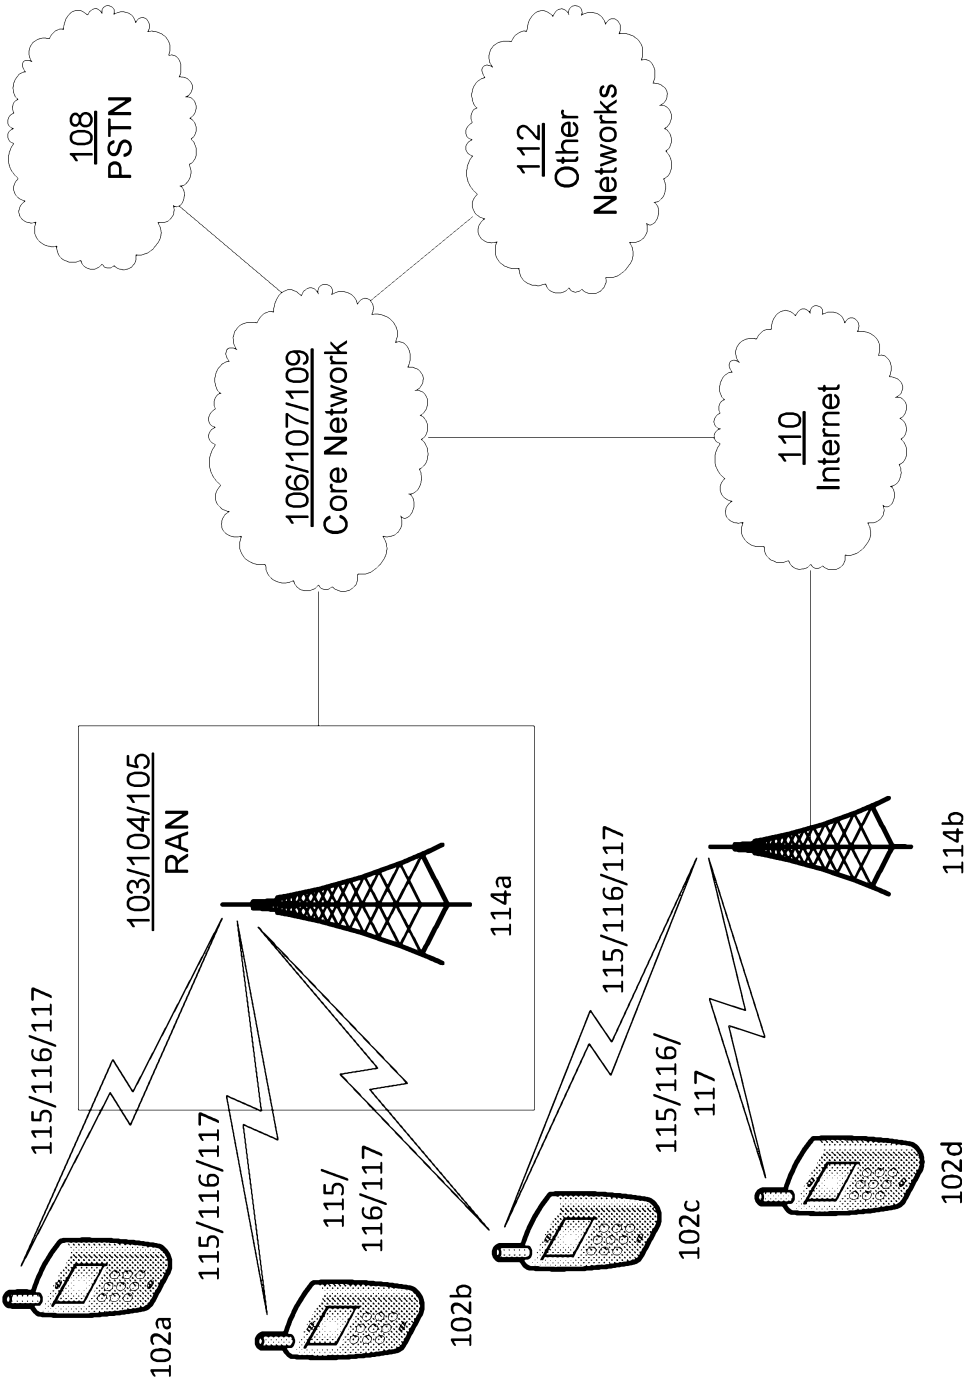 108
PSTN
112
Other
Networks
106/107/109
Core Network
110
Internet
103/104/105
RAN
114a
114b
115/116/117
115/116/117
115/
116/117
115/116/117
115/116/
117
102a
102b
102c
102d